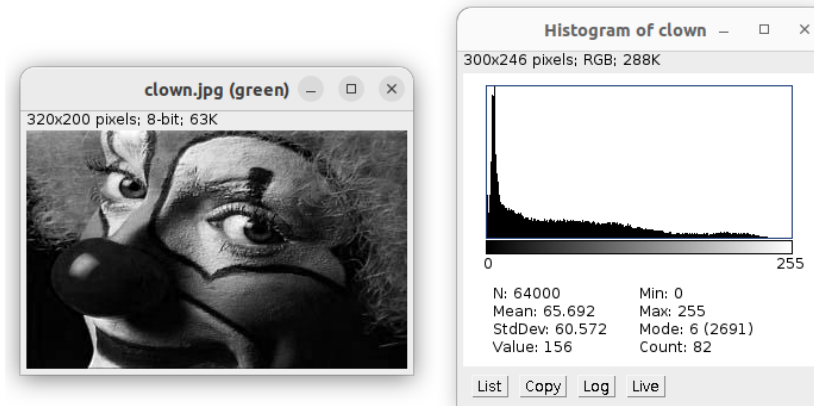 clown.jpg (green)
320x200 pixels; 8-bit; 63K
Histogram of clown
300x246 pixels; RGB; 288K
0 255
N: 64000 Min: 0
Mean: 65.692 Max: 255
StdDev: 60.572 Mode: 6 (2691)
Value: 156 Count: 82
List Copy Log Live